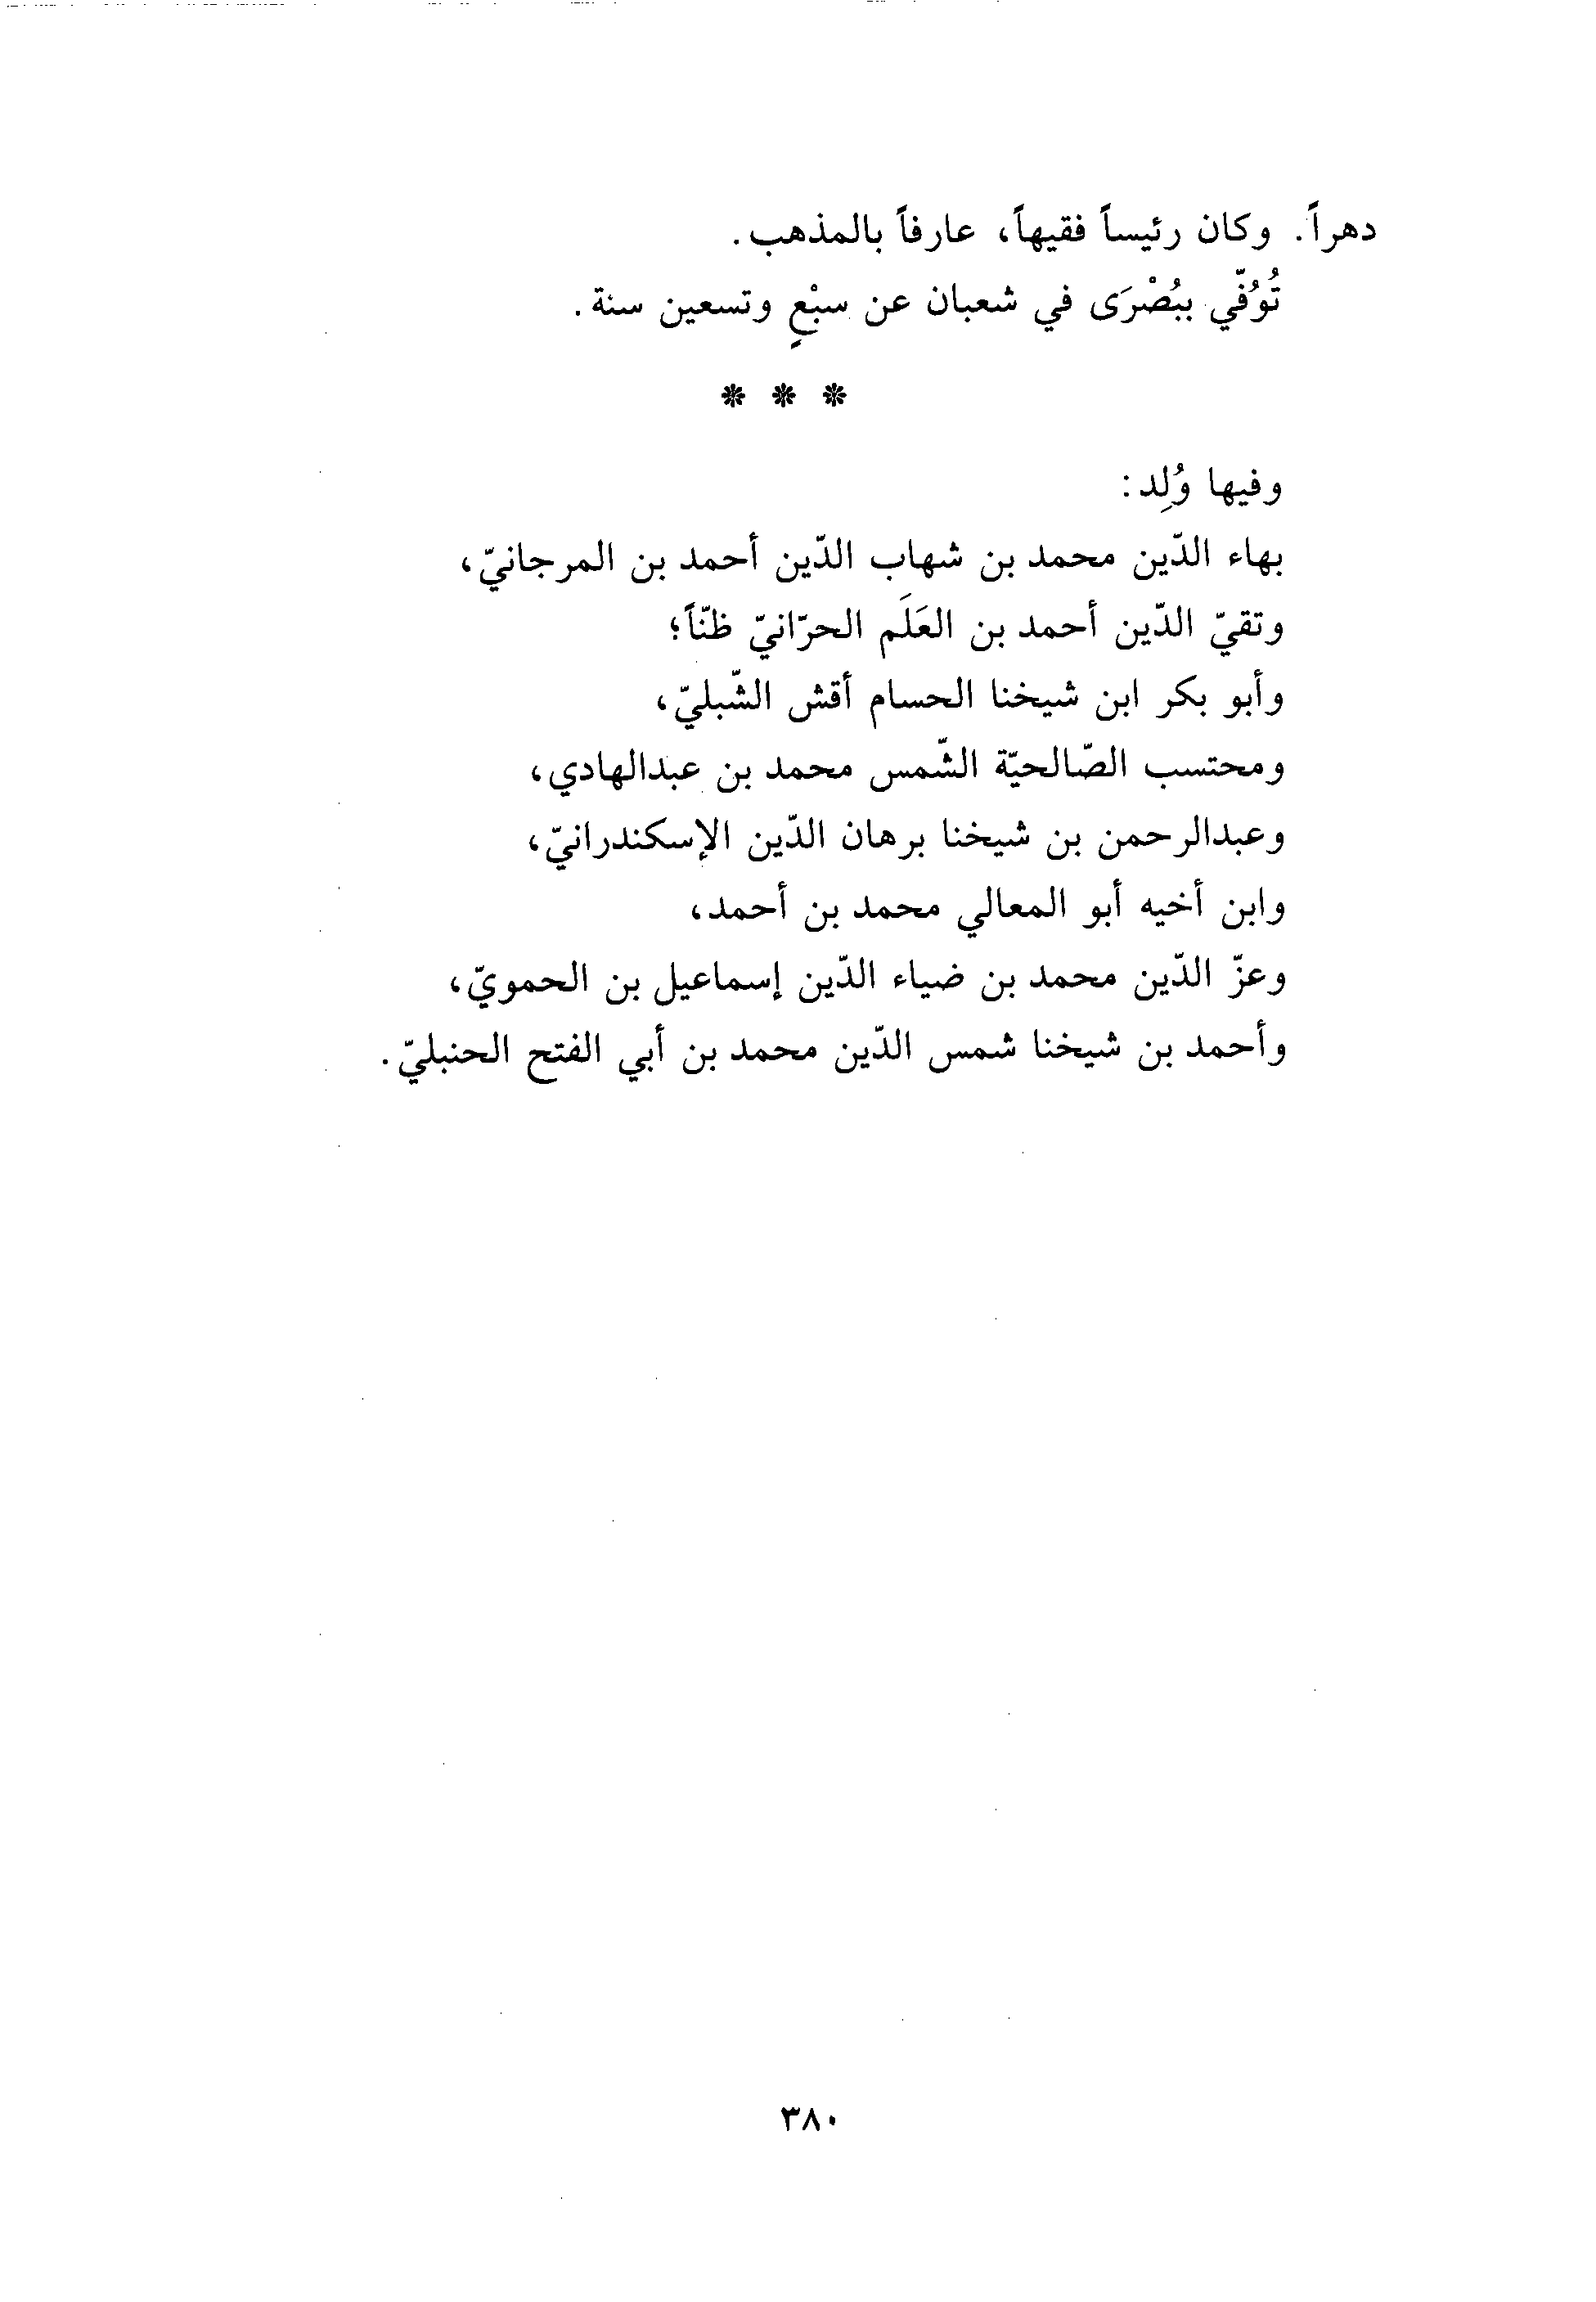 دهراً. وكان رئيساً فقيهاً، عارفاً بالمذهب.
تُوُفّي ببُصْرَى في شعبان عن سبْعٍ وتسعين سنة.
* * *
وفيها وُلِد:
بهاء الدّين محمد بن شهاب الدّين أحمد بن المرجانيّ،
وتقيّ الدّين أحمد بن العَلَم الحرّانيّ ظنّاً؛
وأبو بكر ابن شيخنا الحسام أقش الشّبليّ،
ومحتسب الصّالحيّة الشّمس محمد بن عبدالهادي،
وعبدالرحمن بن شيخنا برهان الدّين الإسكندرانيّ،
وابن أخيه أبو المعالي محمد بن أحمد،
وعزّ الدّين محمد بن ضياء الدّين إسماعيل بن الحمويّ،
وأحمد بن شيخنا شمس الدّين محمد بن أبي الفتح الحنبليّ.
٣٨٠